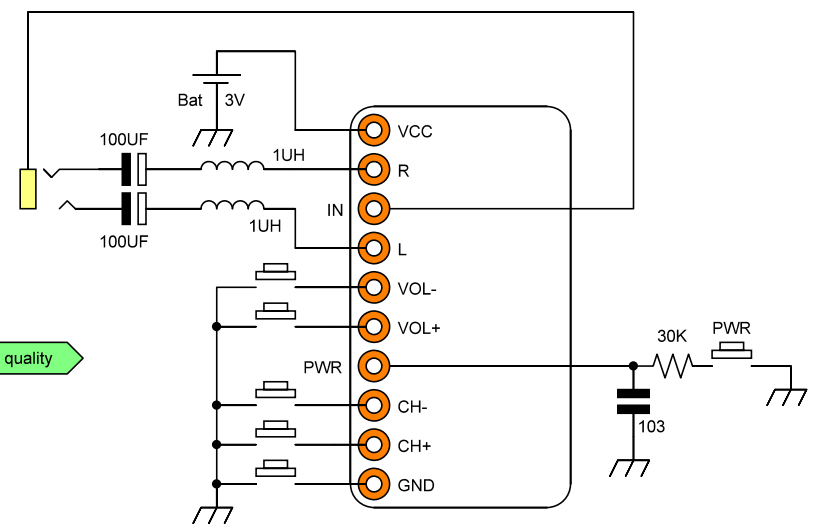 Bat 3V
100UF
1UH
VCC
R
IN
1UH
100UF
L
VOL-
VOL+
quality
PWR
30K
PWR
CH-
103
CH+
GND